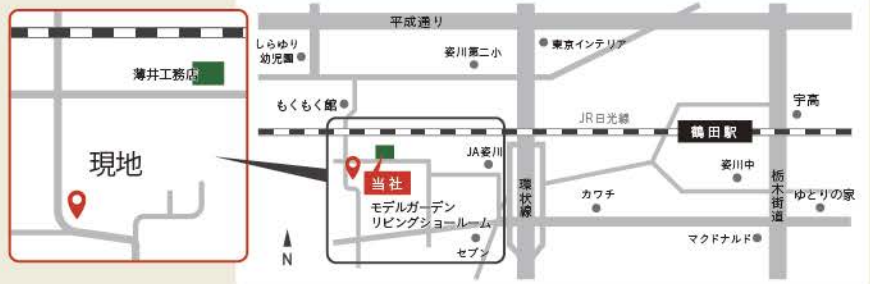 薄井工務店
現地
平成通り
しらゆり
幼児園
姿川第二小
東京インテリア
もくもく館
JR日光線
鶴田駅
宇高
JA姿川
当社
モデルガーデン
リビングショールーム
セブン
環状線
カワチ
姿川中
栃木街道
ゆとりの家
マクドナルド
N